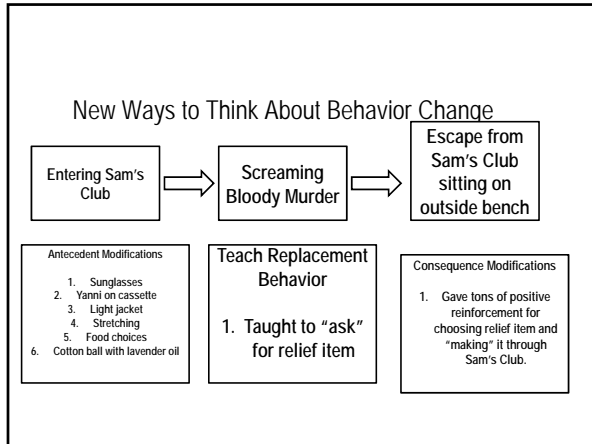 New Ways to Think About Behavior Change
Entering Sam's
Club
Screaming
Bloody Murder
Escape from
Sam's Club
sitting on
outside bench
Antecedent Modifications
1. Sunglasses
2. Yanni on cassette
3. Light jacket
4. Stretching
5. Food choices
6. Cotton ball with lavender oil
Teach Replacement
Behavior
1. Taught to “ask”
for relief item
Consequence Modifications
1. Gave tons of positive
reinforcement for
choosing relief item and
“making” it through
Sam's Club.